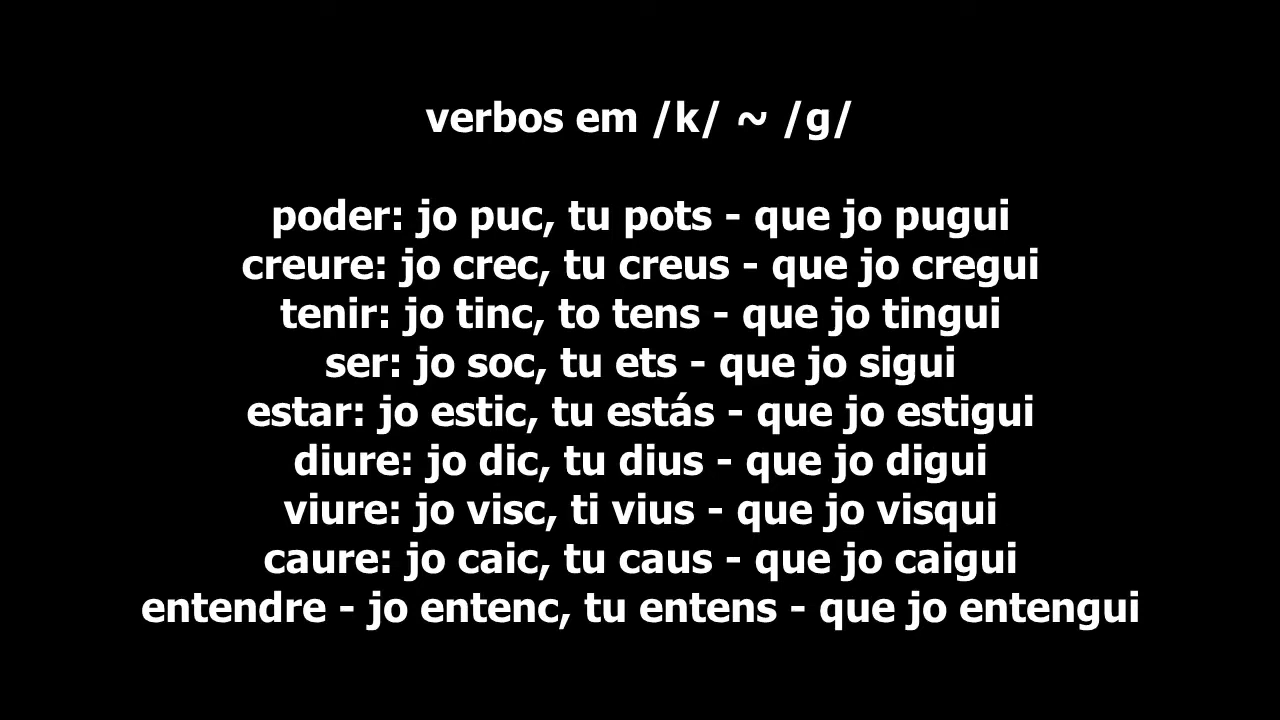 verbos em /k/ ~ /g/
poder: jo puc, tu pots - que jo pugui
creure: jo crec, tu creus - que jo cregui
tenir: jo tinc, to tens - que jo tingui
ser: jo soc, tu ets - que jo sigui
estar: jo estic, tu estás - que jo estigui
diure: jo dic, tu dius - que jo digui
viure: jo visc, ti vius - que jo visqui
caure: jo caic, tu caus - que jo caigui
entendre - jo entenc, tu entens - que jo entengui